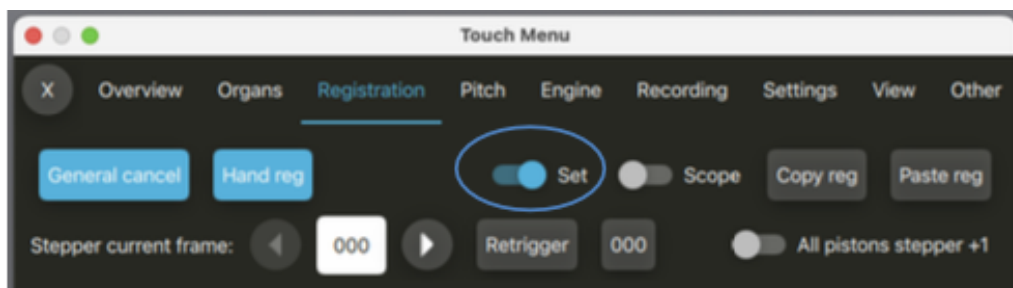 Touch Menu
X Overview Organs Registration Pitch Engine Recording Settings View Other
General cancel Hand reg Set Scope Copy reg Paste reg
Stepper current frame: 000 Retrigger 000 All pistons stepper +1